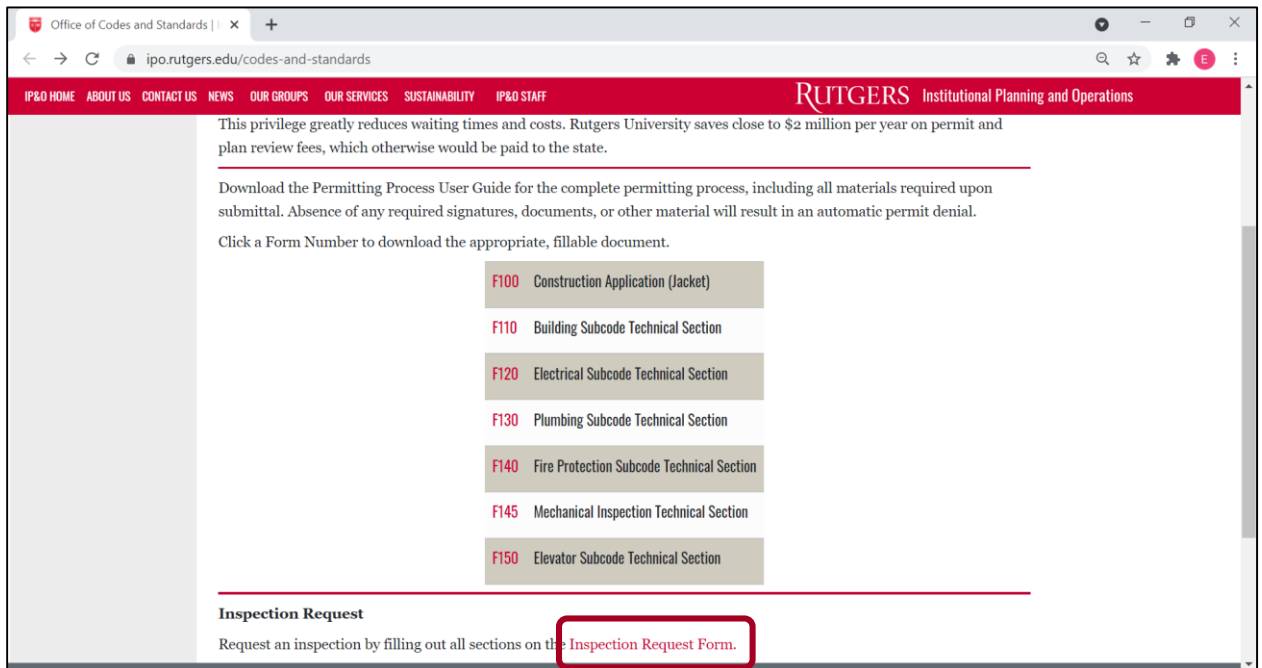 Office of Codes and Standards | I
ipo.rutgers.edu/codes-and-standards
E
IP&O HOME ABOUT US CONTACT US NEWS OUR GROUPS OUR SERVICES SUSTAINABILITY IP&O STAFF RUTGERS Institutional Planning and Operations
This privilege greatly reduces waiting times and costs. Rutgers University saves close to $2 million per year on permit and
plan review fees, which otherwise would be paid to the state.
Download the Permitting Process User Guide for the complete permitting process, including all materials required upon
submittal. Absence of any required signatures, documents, or other material will result in an automatic permit denial.
Click a Form Number to download the appropriate, fillable document.
F100 Construction Application (Jacket)
F110 Building Subcode Technical Section
F120 Electrical Subcode Technical Section
F130 Plumbing Subcode Technical Section
F140 Fire Protection Subcode Technical Section
F145 Mechanical Inspection Technical Section
F150 Elevator Subcode Technical Section
Inspection Request
Request an inspection by filling out all sections on the Inspection Request Form.